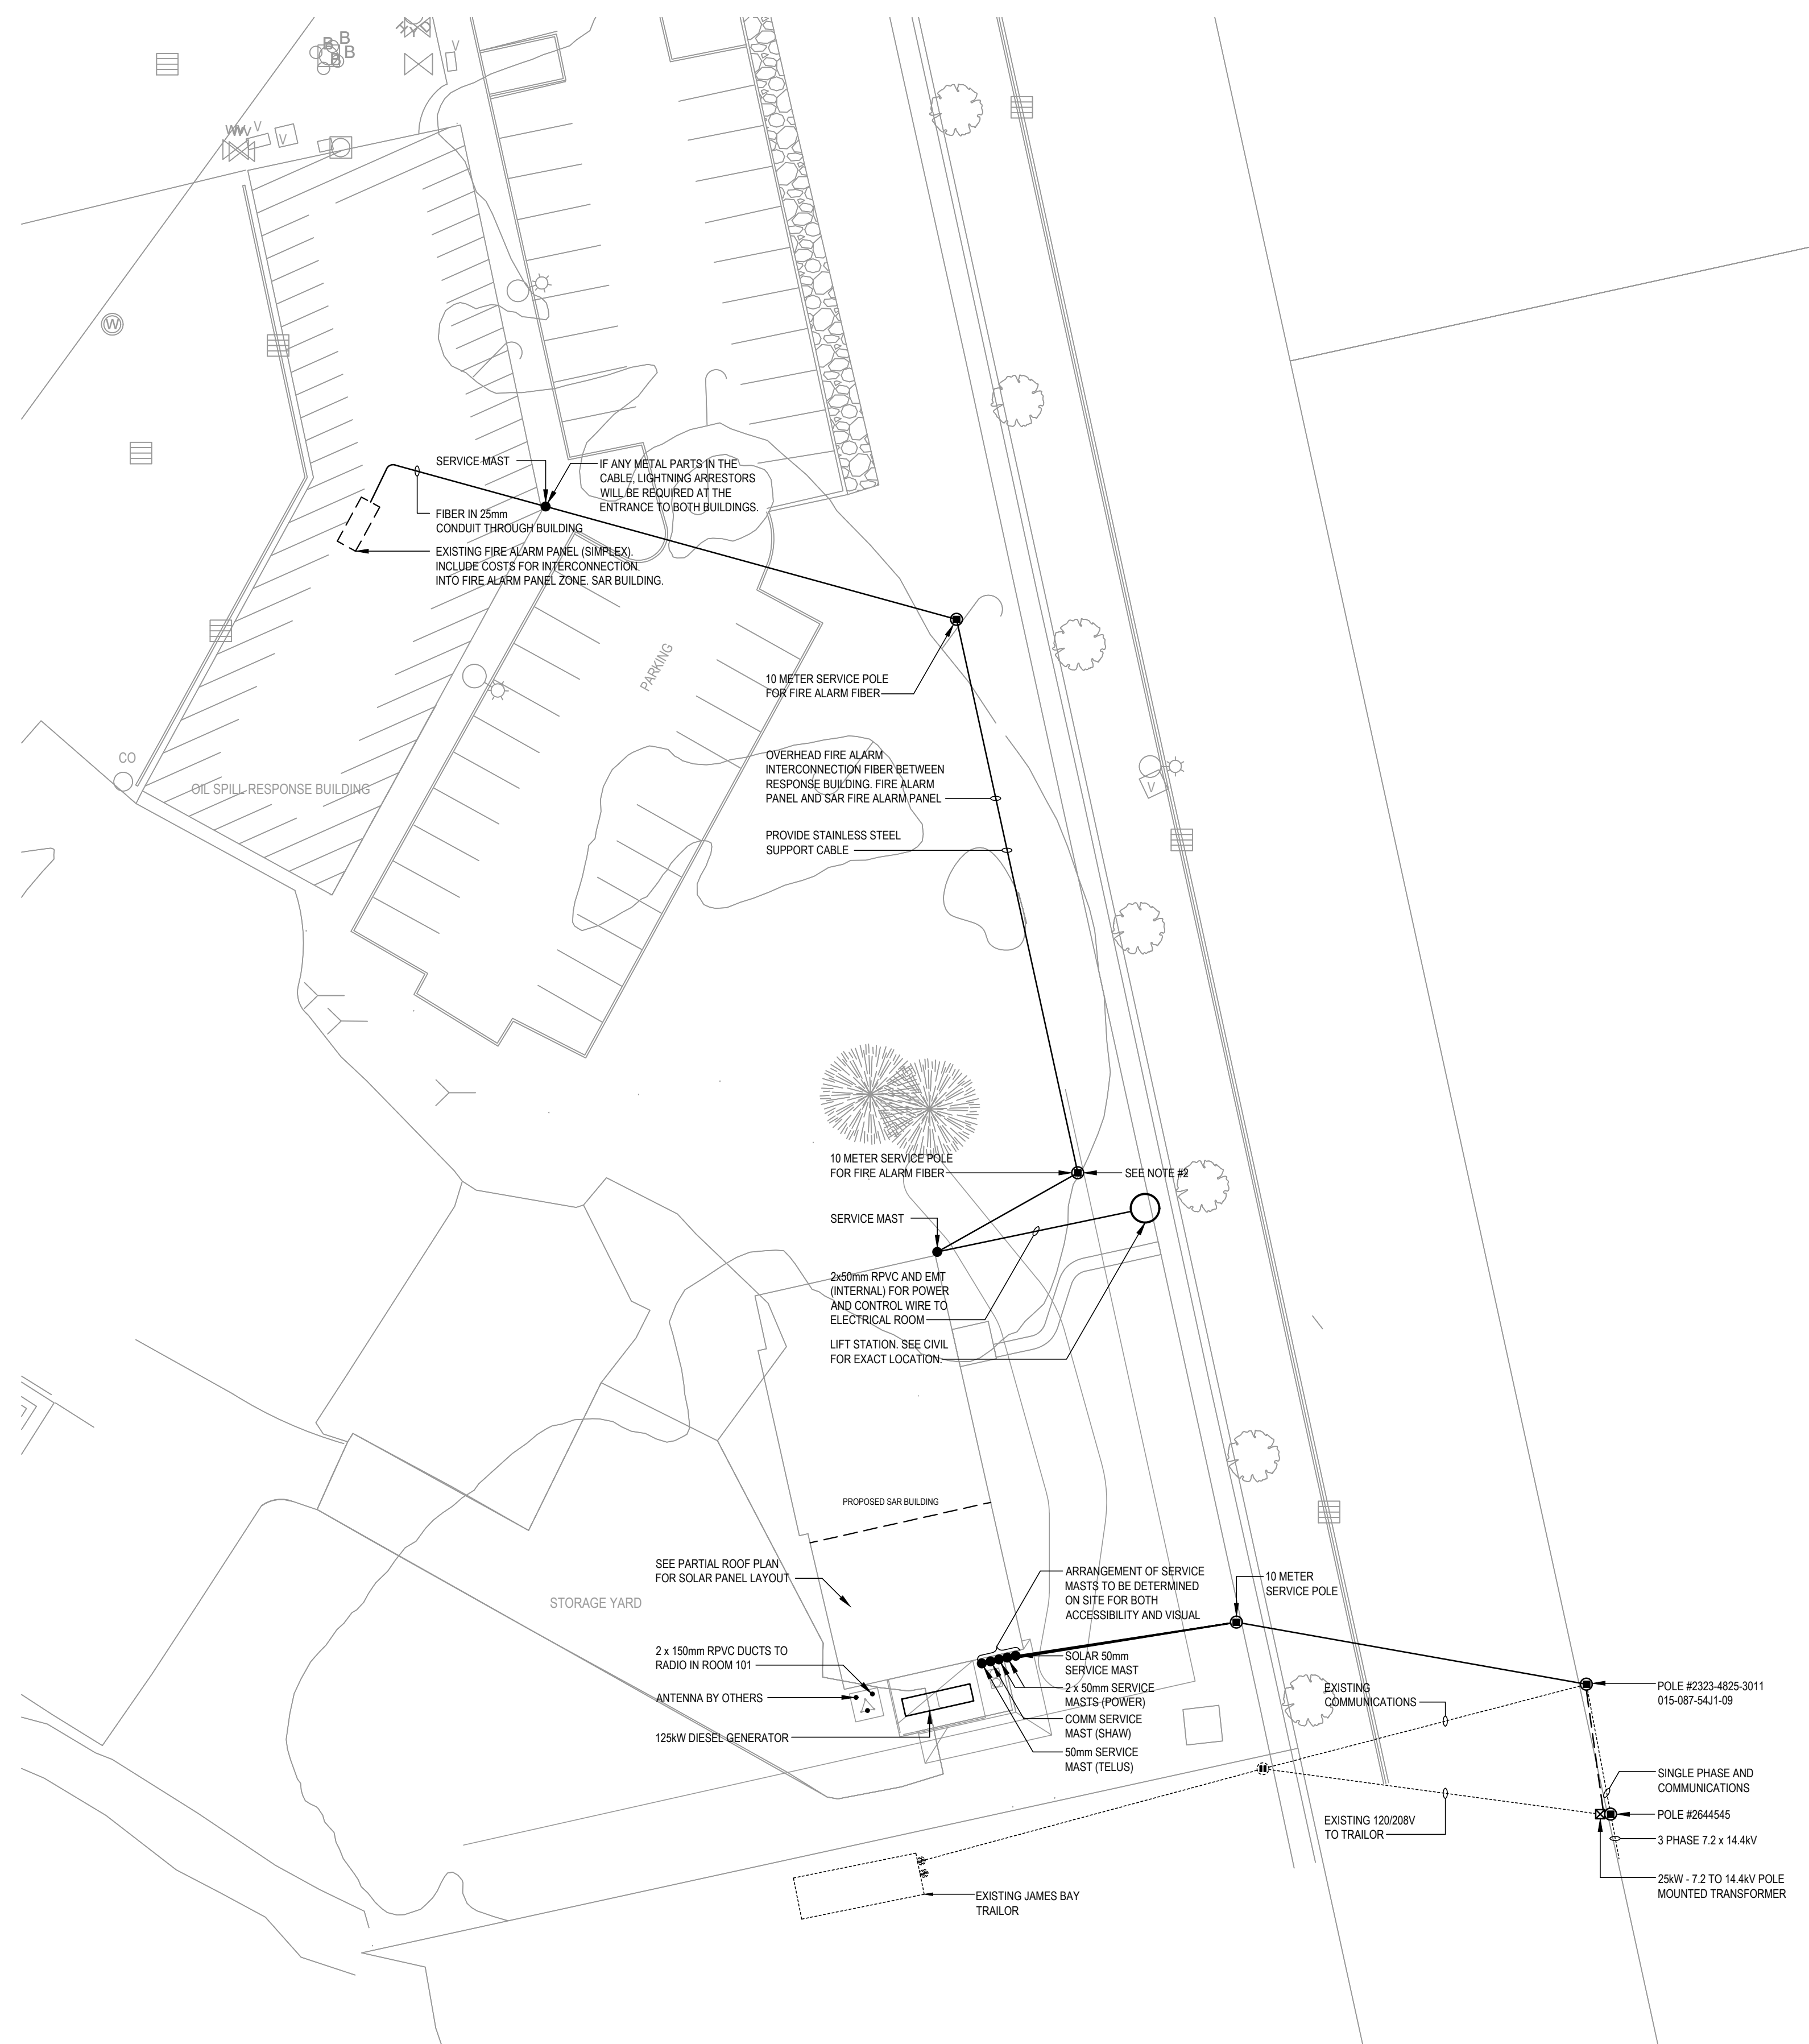 B
B
B
B
V
V
V
W
SERVICE MAST
IF ANY METAL PARTS IN THE
CABLE, LIGHTNING ARRESTORS
WILL BE REQUIRED AT THE
ENTRANCE TO BOTH BUILDINGS.
FIBER IN 25mm
CONDUIT THROUGH BUILDING
EXISTING FIRE ALARM PANEL (SIMPLEX).
INCLUDE COSTS FOR INTERCONNECTION
INTO FIRE ALARM PANEL ZONE. SAR BUILDING.
PARKING
10 METER SERVICE POLE
FOR FIRE ALARM FIBER
CO
OIL SPILL RESPONSE BUILDING
OVERHEAD FIRE ALARM
INTERCONNECTION FIBER BETWEEN
RESPONSE BUILDING. FIRE ALARM
PANEL AND SAR FIRE ALARM PANEL
V
PROVIDE STAINLESS STEEL
SUPPORT CABLE
10 METER SERVICE POLE
FOR FIRE ALARM FIBER
SEE NOTE #2
SERVICE MAST
2x50mm RPVC AND EMT
(INTERNAL) FOR POWER
AND CONTROL WIRE TO
ELECTRICAL ROOM
LIFT STATION. SEE CIVIL
FOR EXACT LOCATION.
PROPOSED SAR BUILDING
SEE PARTIAL ROOF PLAN
FOR SOLAR PANEL LAYOUT
STORAGE YARD
ARRANGEMENT OF SERVICE
MASTS TO BE DETERMINED
ON SITE FOR BOTH
ACCESSIBILITY AND VISUAL
10 METER
SERVICE POLE
2 x 150mm RPVC DUCTS TO
RADIO IN ROOM 101
ANTENNA BY OTHERS
125kW DIESEL GENERATOR
SOLAR 50mm
SERVICE MAST
2 x 50mm SERVICE
MASTS (POWER)
COMM SERVICE
MAST (SHAW)
50mm SERVICE
MAST (TELUS)
EXISTING
COMMUNICATIONS
POLE #2323-4825-3011
015-087-54J1-09
SINGLE PHASE AND
COMMUNICATIONS
POLE #2644545
3 PHASE 7.2 x 14.4kV
EXISTING 120/208V
TO TRAILOR
25kW - 7.2 TO 14.4kV POLE
MOUNTED TRANSFORMER
EXISTING JAMES BAY
TRAILOR